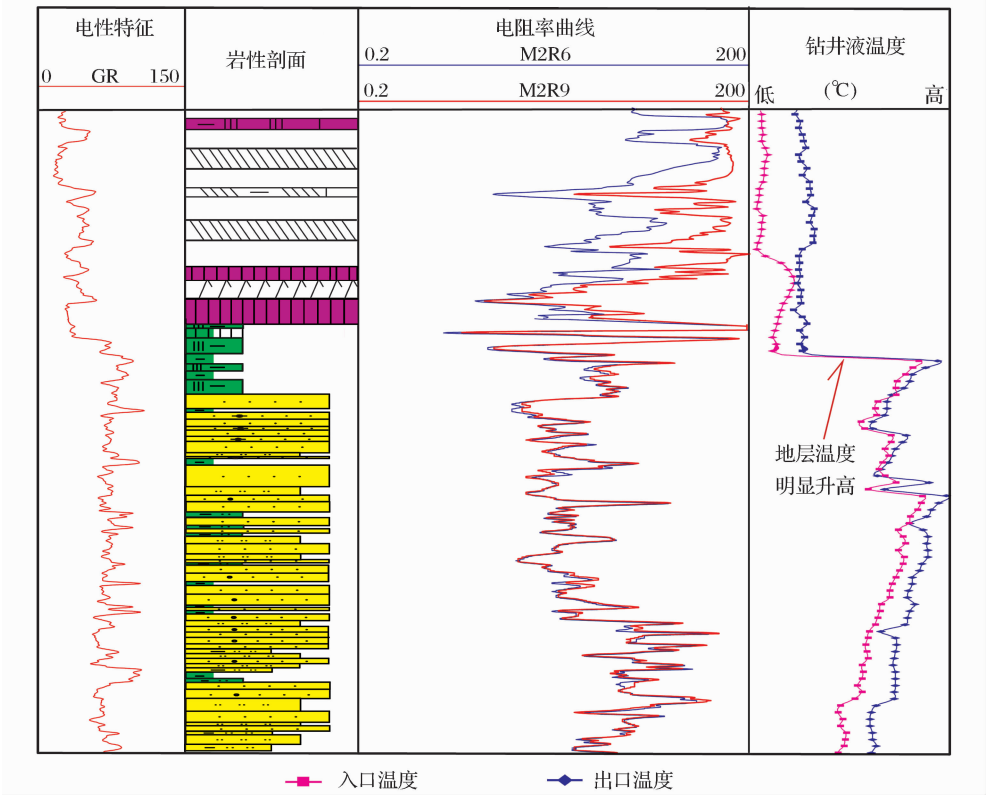 电性特征
0 GR 150
岩性剖面
电阻率曲线
0.2 M2R6 200
0.2 M2R9 200
钻井液温度
低 (℃) 高
地层温度
明显升高
入口温度 出口温度